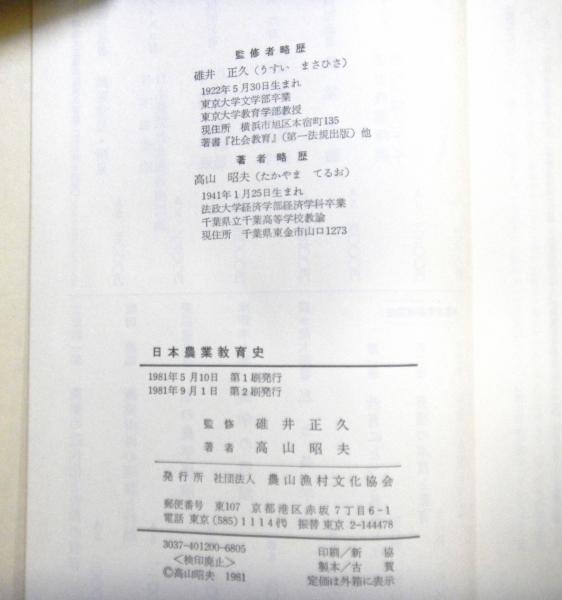 監修者略歴
碓井 正久（うすい まさひさ）
1922年5月30日生まれ
東京大学文学部卒業
東京大学教育学部教授
現住所 横浜市旭区本宿町135
著書『社会教育』（第一法規出版）他
著者略歴
高山 昭夫（たかやま てるお）
1941年1月25日生まれ
法政大学経済学部経済学科卒業
千葉県立千葉高等学校教諭
現住所 千葉県東金市山口1273
日本農業教育史
1981年5月10日 第1刷発行
1981年9月1日 第2刷発行
監修 碓井正久
著者 高山昭夫
発行所 社団法人 農山漁村文化協会
郵便番号 東107 京都港区赤坂7丁目6-1
電話 東京(585)1114代 振替 東京 2-144478
3037-401200-6805
＜検印廃止＞
©高山昭夫 1981
印刷／新協
製本／古賀
定価は外箱に表示